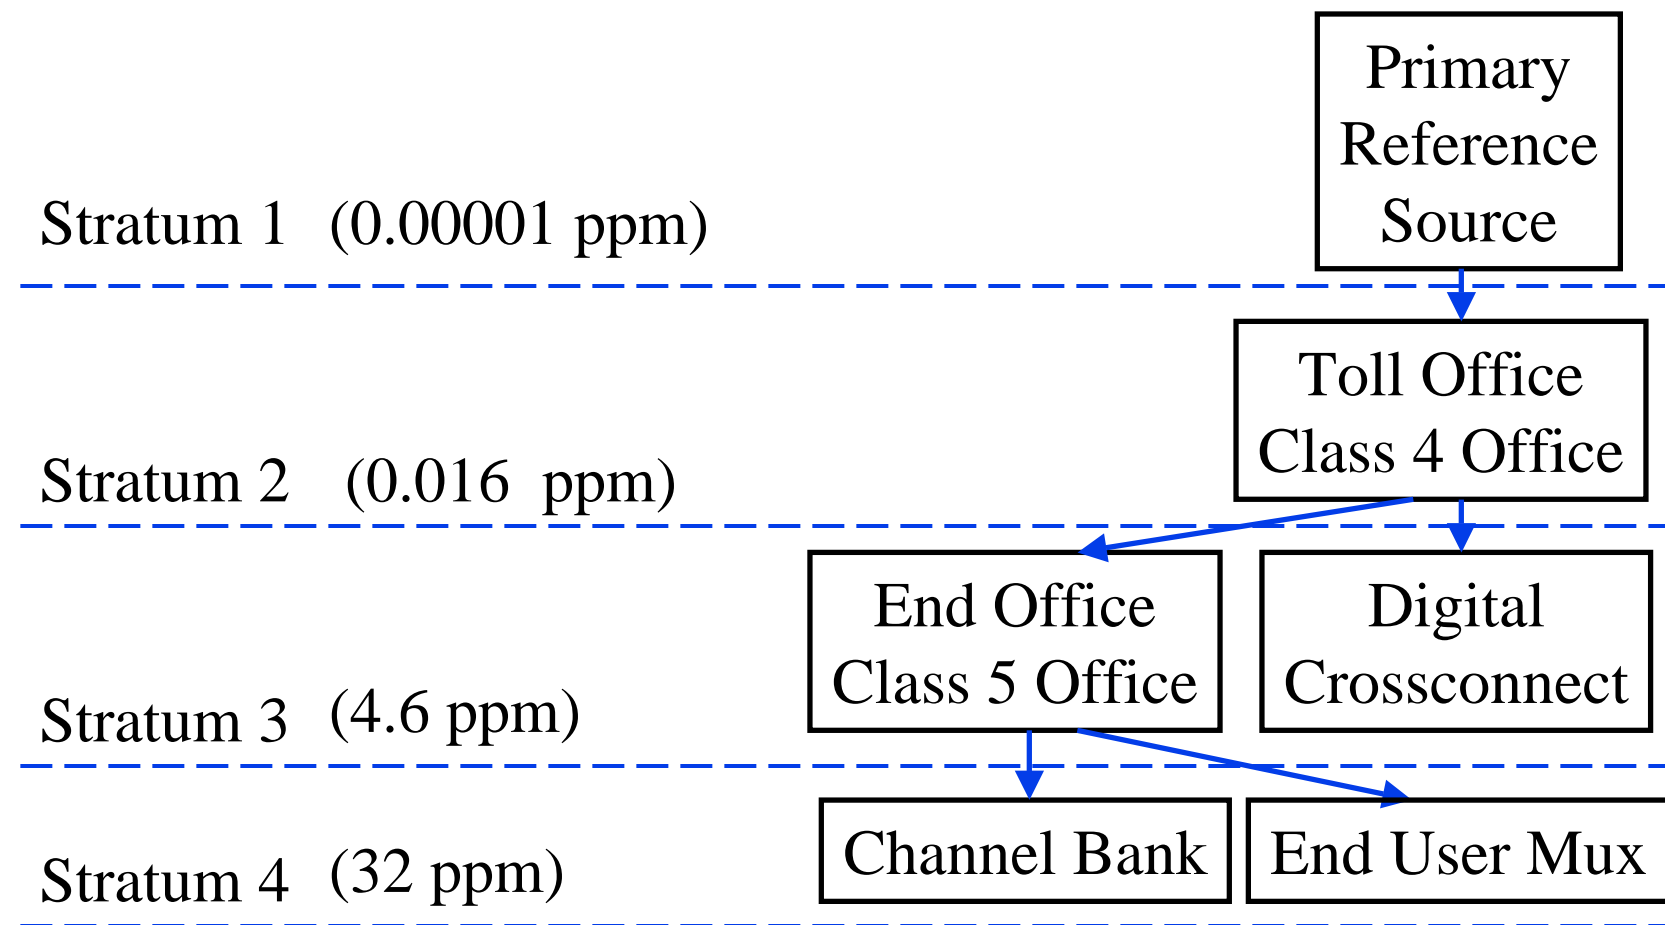 Primary
Reference
Source
Stratum 1 (0.00001 ppm)
Toll Office
Class 4 Office
Stratum 2 (0.016 ppm)
End Office
Class 5 Office
Digital
Crossconnect
Stratum 3 (4.6 ppm)
Channel Bank
End User Mux
Stratum 4 (32 ppm)